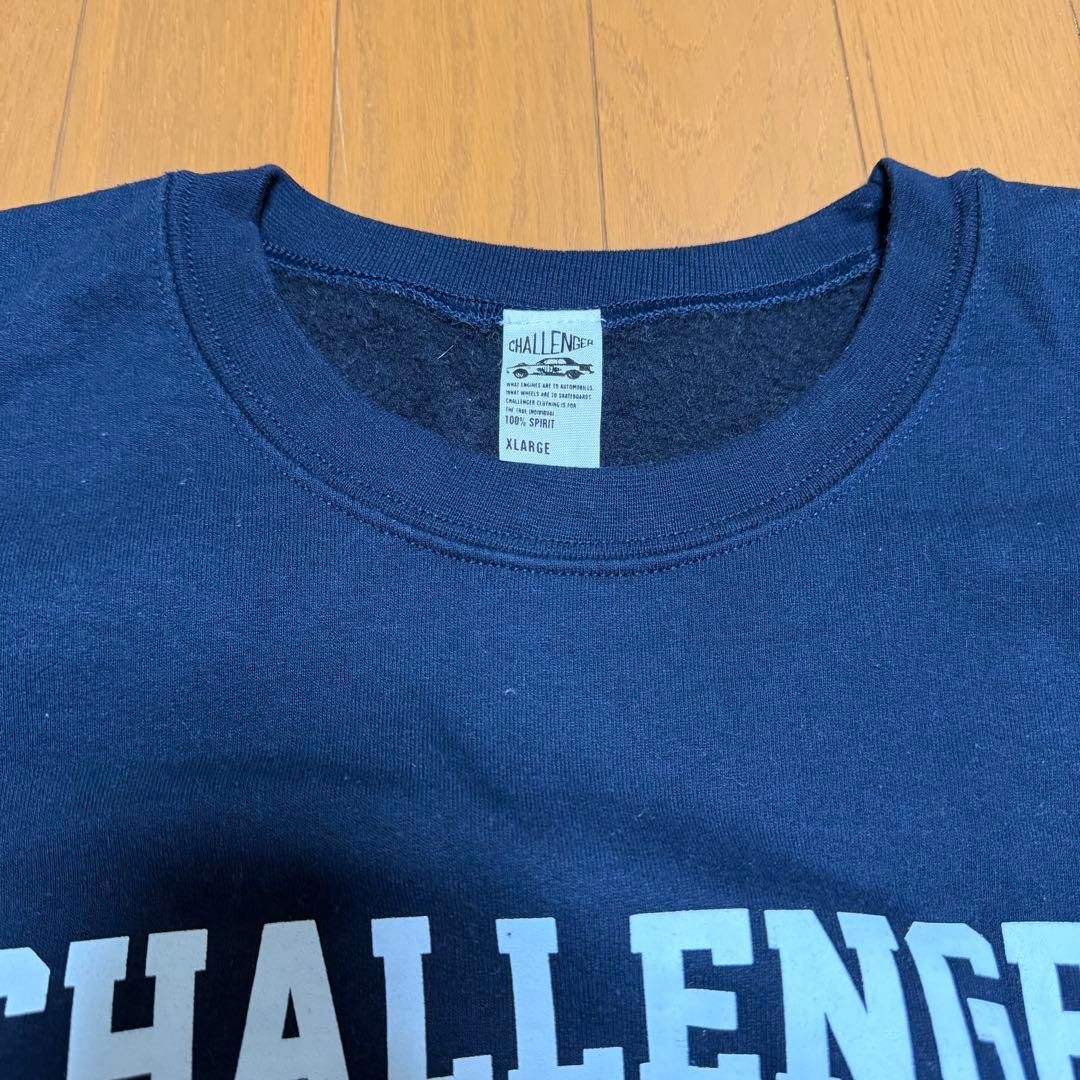 CHALLENGER
WHAT ENGINES ARE TO AUTOMOBILES.
WHAT WHEELS ARE TO SKATEBOARDS
CHALLENGER CLOTHING IS FOR
THE TRUE INDIVIDUAL
100% SPIRIT
XLARGE
CHALLENGER